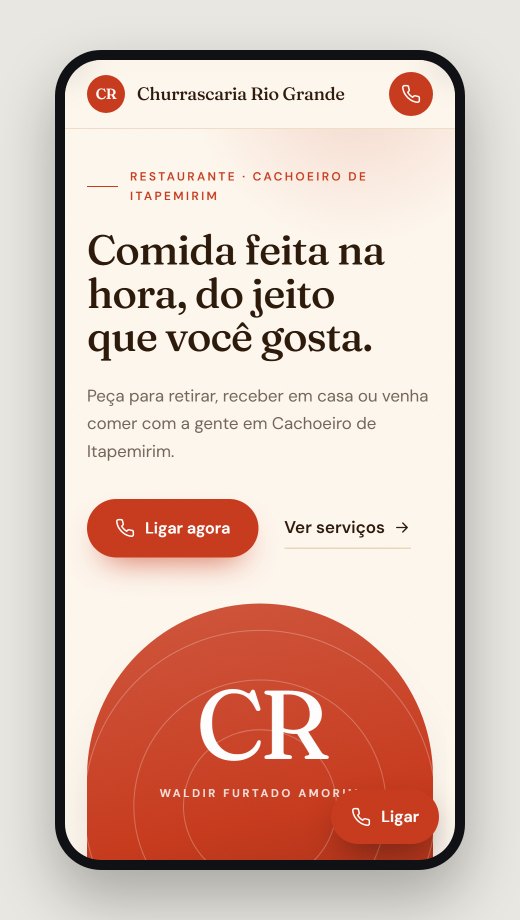 CR Churrascaria Rio Grande
RESTAURANTE · CACHOEIRO DE
ITAPEMIRIM
Comida feita na
hora, do jeito
que você gosta.
Peça para retirar, receber em casa ou venha
comer com a gente em Cachoeiro de
Itapemirim.
Ligar agora
Ver serviços →
CR
WALDIR FURTADO
Ligar